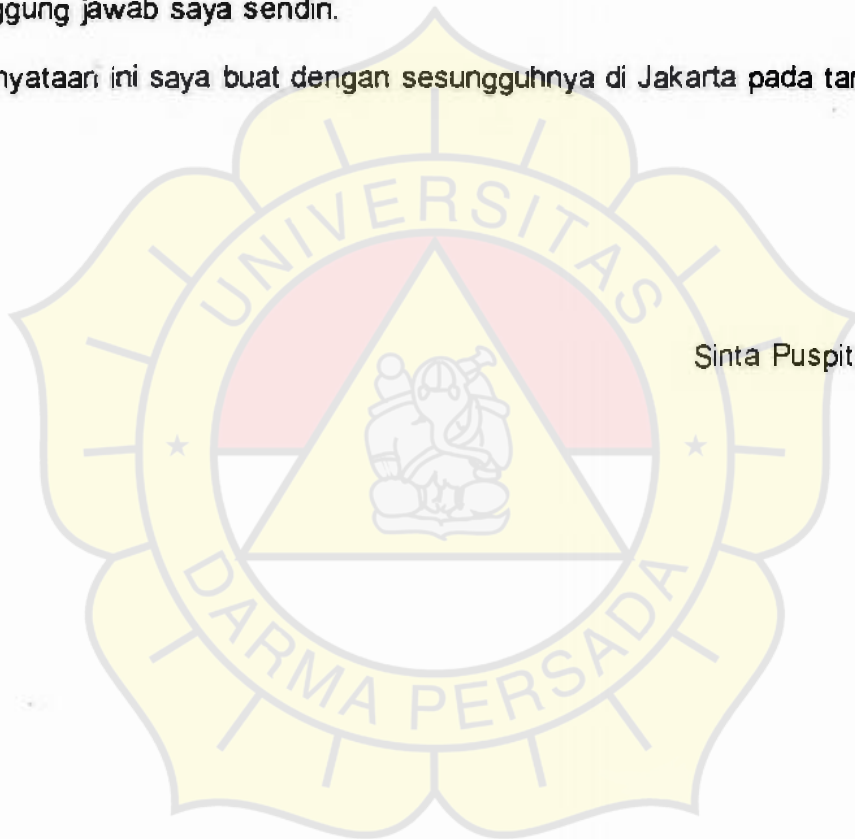 ggung jawab saya sendiri.
nyataan ini saya buat dengan sesungguhnya di Jakarta pada tan
UNIVERSITAS
Sinta Puspit
DARMA PERSADA